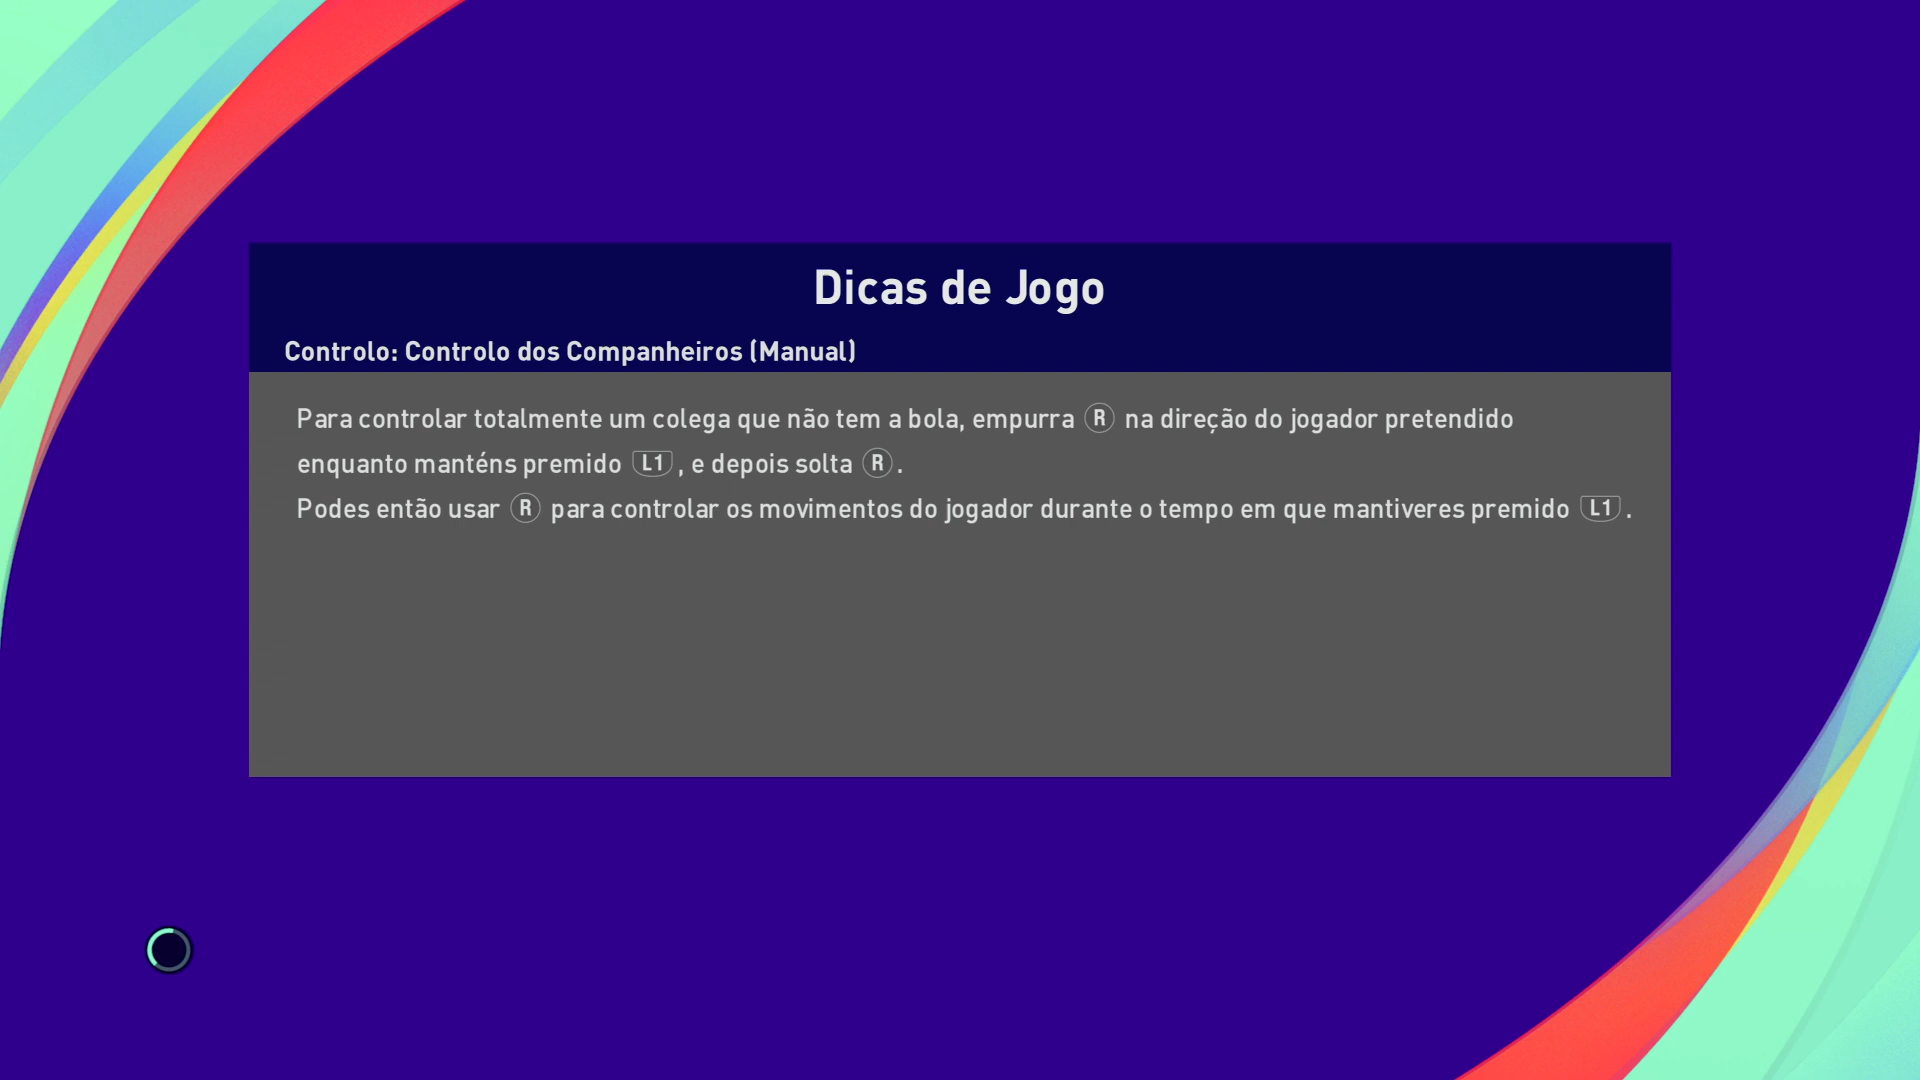 Dicas de Jogo
Controlo: Controlo dos Companheiros (Manual)
Para controlar totalmente um colega que não tem a bola, empurra R na direção do jogador pretendido
enquanto manténs premido L1, e depois solta R.
Podes então usar R para controlar os movimentos do jogador durante o tempo em que mantiveres premido L1.